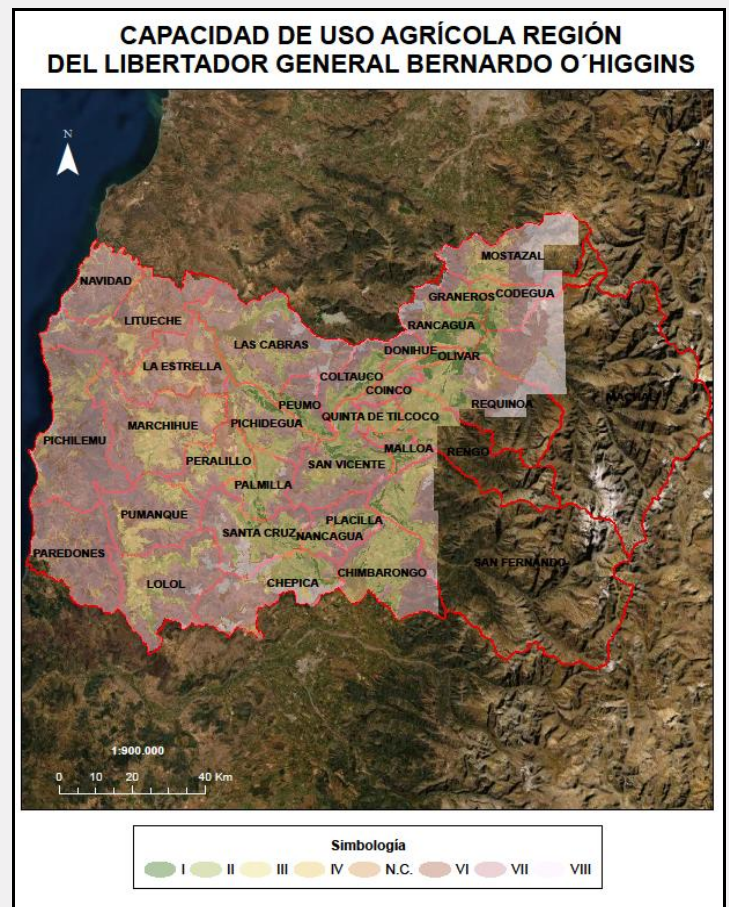 CAPACIDAD DE USO AGRÍCOLA REGIÓN
DEL LIBERTADOR GENERAL BERNARDO O´HIGGINS
N
MOSTAZAL
NAVIDAD
GRANEROS
CODEGUA
LITUECHE
RANCAGUA
LAS CABRAS
DONIHUE
OLIVAR
LA ESTRELLA
COLTAUCO
COINCO
MACHALI
PEUMO
REQUINOA
MARCHIHUE
PICHIDEGUA
QUINTA DE TILCOCO
PICHILEMU
MALLOA
RENGO
PERALILLO
SAN VICENTE
PALMILLA
PUMANQUE
PLACILLA
SANTA CRUZ
NANCAGUA
PAREDONES
SAN FERNANDO
CHIMBARONGO
LOLOL
CHEPICA
1:900.000
0 10 20 40 Km
Simbología
I II III IV N.C. VI VII VIII